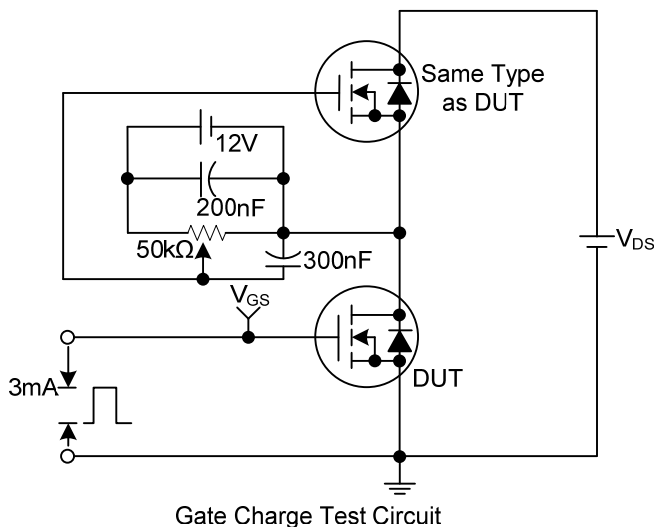 Same Type
as DUT
12V
200nF
50kΩ
300nF
V_DS
V_GS
3mA
DUT
Gate Charge Test Circuit